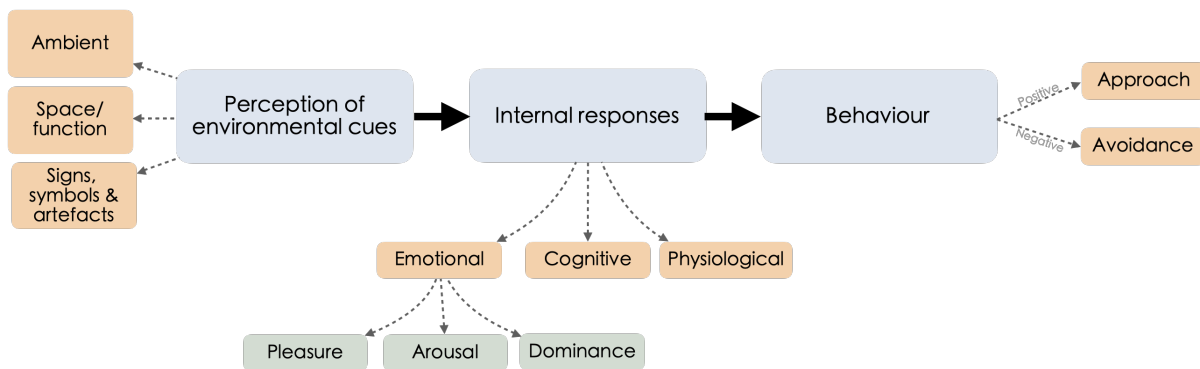 Ambient
Space/
function
Signs,
symbols &
artefacts
Perception of
environmental cues
Internal responses
Behaviour
Positive
Negative
Approach
Avoidance
Emotional
Cognitive
Physiological
Pleasure
Arousal
Dominance